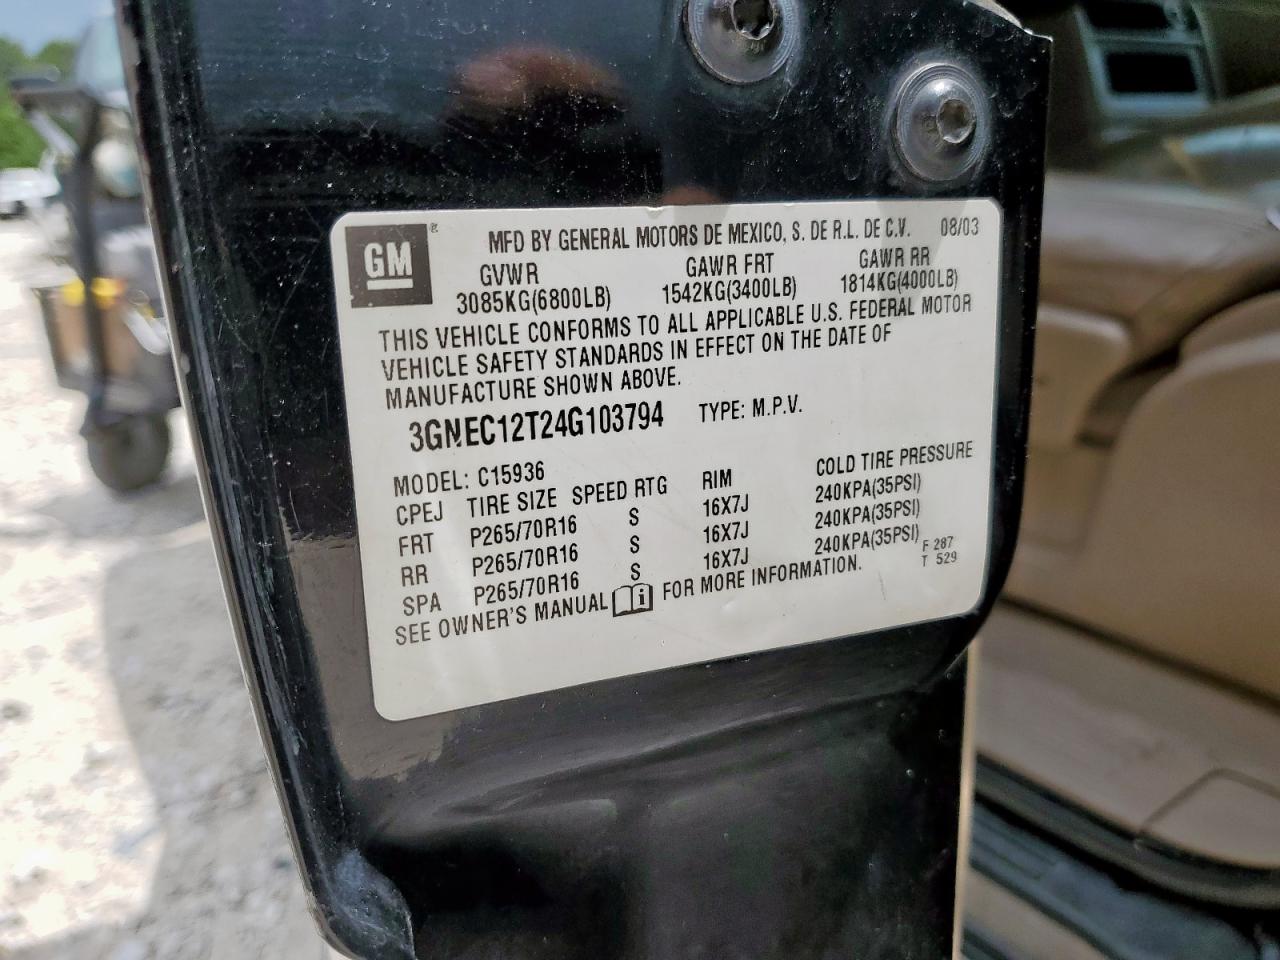 GM® MFD BY GENERAL MOTORS DE MEXICO, S. DE R.L. DE C.V. 08/03
GVWR GAWR FRT GAWR RR
3085KG(6800LB) 1542KG(3400LB) 1814KG(4000LB)
THIS VEHICLE CONFORMS TO ALL APPLICABLE U.S. FEDERAL MOTOR
VEHICLE SAFETY STANDARDS IN EFFECT ON THE DATE OF
MANUFACTURE SHOWN ABOVE.
3GNEC12T24G103794 TYPE: M.P.V.
MODEL: C15936
CPEJ TIRE SIZE SPEED RTG RIM COLD TIRE PRESSURE
FRT P265/70R16 S 16X7J 240KPA(35PSI)
RR P265/70R16 S 16X7J 240KPA(35PSI)
SPA P265/70R16 S 16X7J 240KPA(35PSI)
SEE OWNER'S MANUAL i FOR MORE INFORMATION.
F 287
T 529